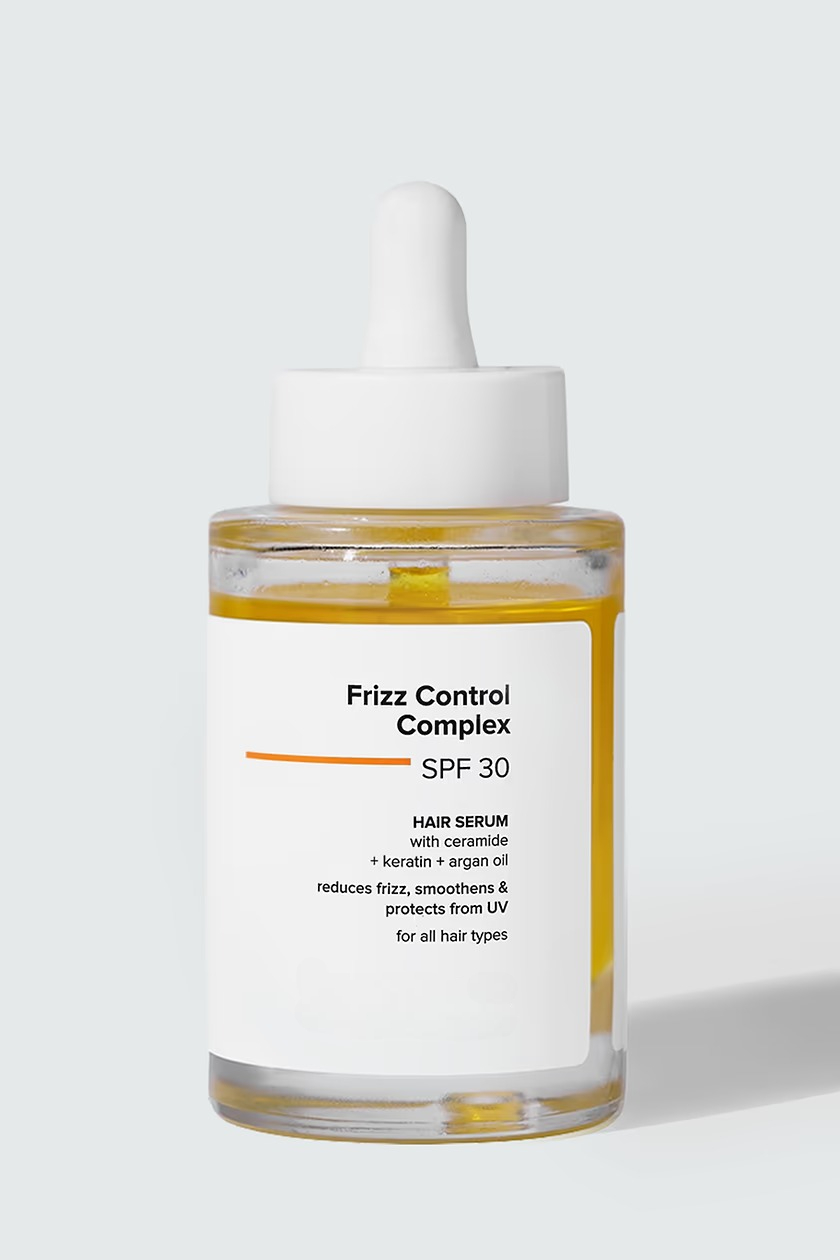 Frizz Control
Complex
SPF 30
HAIR SERUM
with ceramide
+ keratin + argan oil
reduces frizz, smoothens &
protects from UV
for all hair types